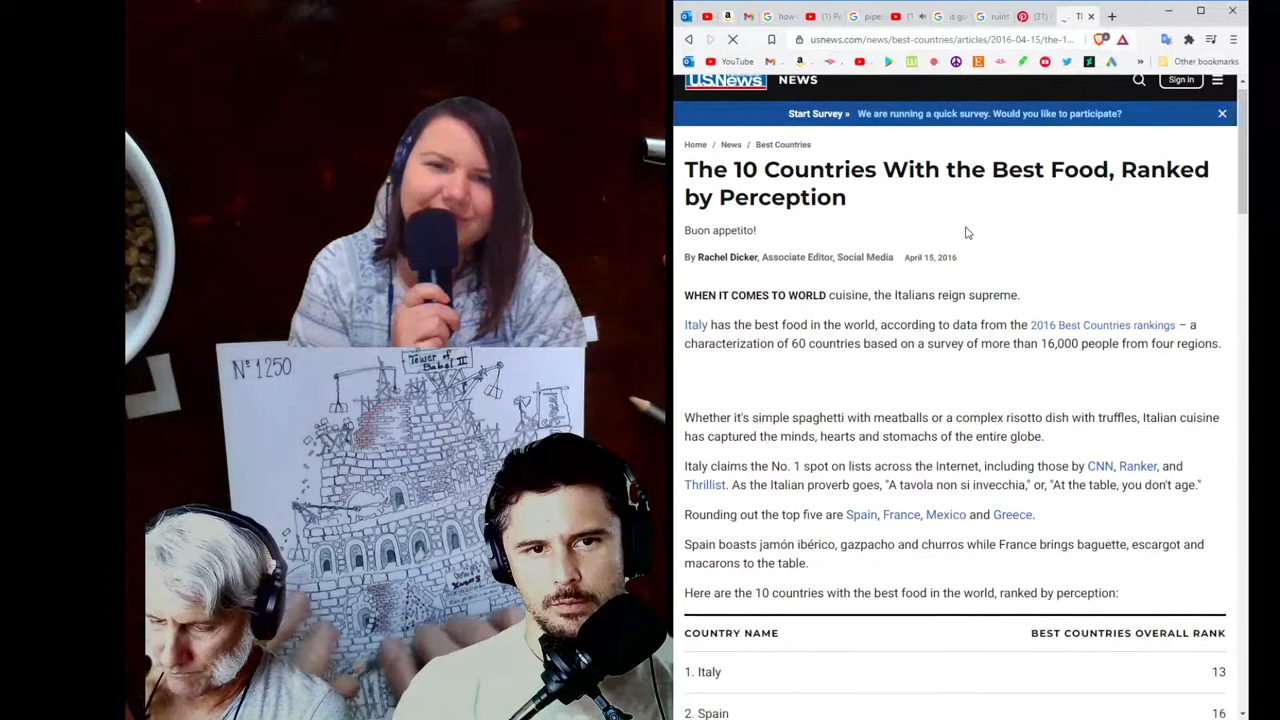 Nº 1250
Tower of
Babel II
how
pipe
is go
ruins
(31)
usnews.com/news/best-countries/articles/2016-04-15/the-1...
YouTube
Other bookmarks
U.S.News NEWS
Sign in
Start Survey » We are running a quick survey. Would you like to participate?
Home / News / Best Countries
The 10 Countries With the Best Food, Ranked
by Perception
Buon appetito!
By Rachel Dicker, Associate Editor, Social Media April 15, 2016
WHEN IT COMES TO WORLD cuisine, the Italians reign supreme.
Italy has the best food in the world, according to data from the 2016 Best Countries rankings – a
characterization of 60 countries based on a survey of more than 16,000 people from four regions.
Whether it's simple spaghetti with meatballs or a complex risotto dish with truffles, Italian cuisine
has captured the minds, hearts and stomachs of the entire globe.
Italy claims the No. 1 spot on lists across the Internet, including those by CNN, Ranker, and
Thrillist. As the Italian proverb goes, "A tavola non si invecchia," or, "At the table, you don't age."
Rounding out the top five are Spain, France, Mexico and Greece.
Spain boasts jamón ibérico, gazpacho and churros while France brings baguette, escargot and
macarons to the table.
Here are the 10 countries with the best food in the world, ranked by perception:
COUNTRY NAME BEST COUNTRIES OVERALL RANK
1. Italy 13
2. Spain 16